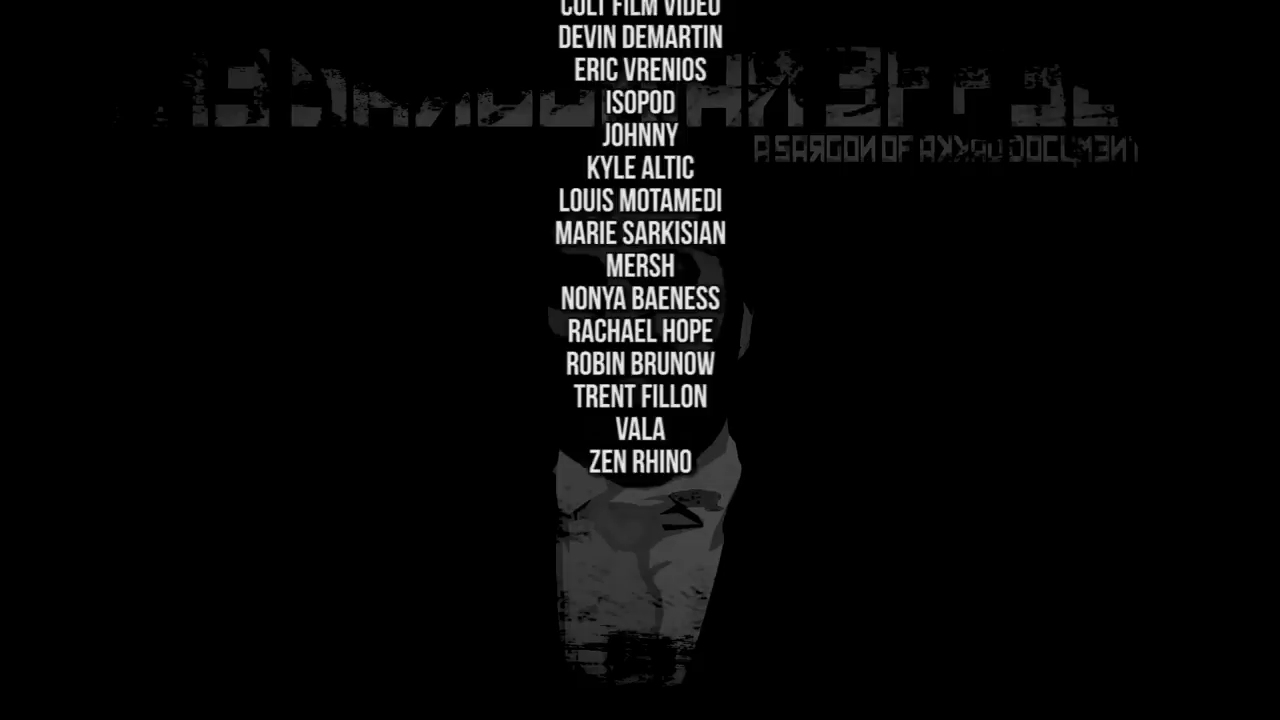 CULT FILM VIDEO
DEVIN DEMARTIN
ERIC VRENIOS
ISOPOD
JOHNNY
KYLE ALTIC
LOUIS MOTAMEDI
MARIE SARKISIAN
MERSH
NONYA BAENESS
RACHAEL HOPE
ROBIN BRUNOW
TRENT FILLON
VALA
ZEN RHINO
A SARGON OF AKKAD DOCUMENT